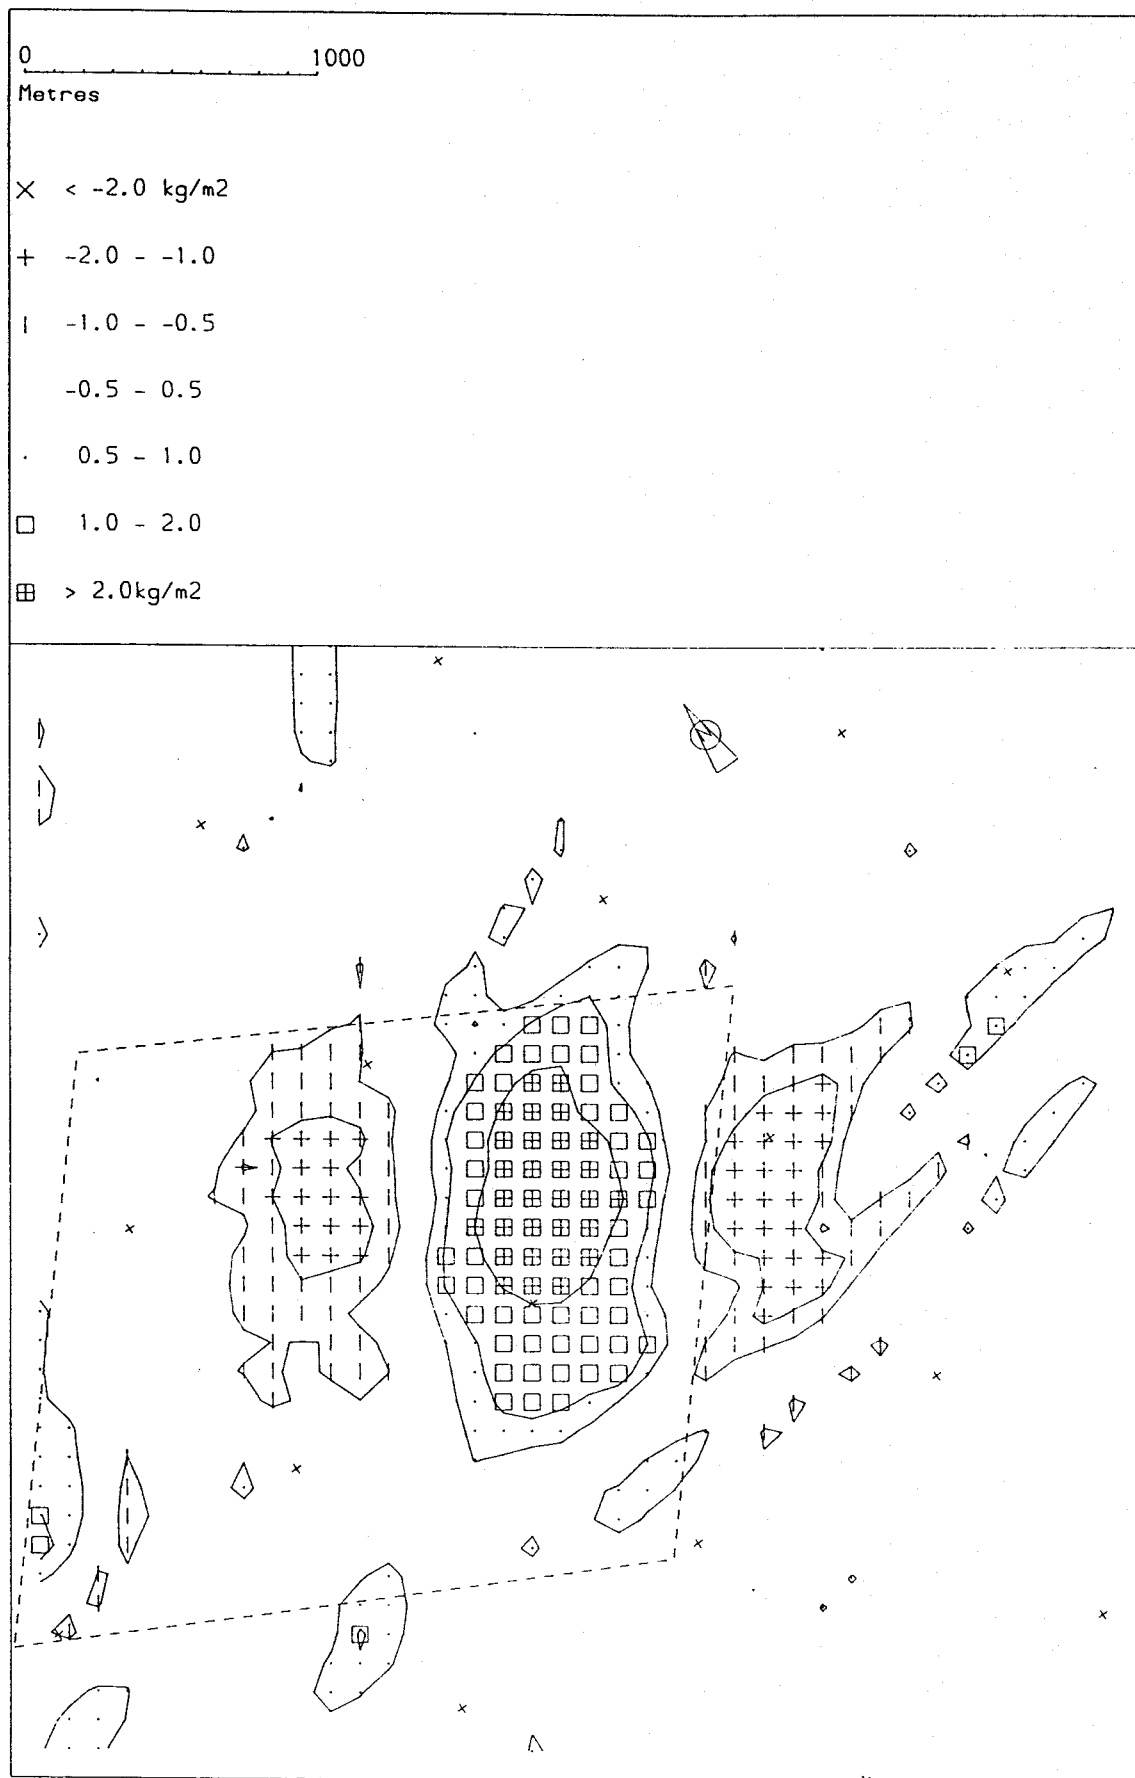 0 1000
Metres
× < -2.0 kg/m2
+ -2.0 - -1.0
| -1.0 - -0.5
-0.5 - 0.5
. 0.5 - 1.0
□ 1.0 - 2.0
⊞ > 2.0kg/m2
N